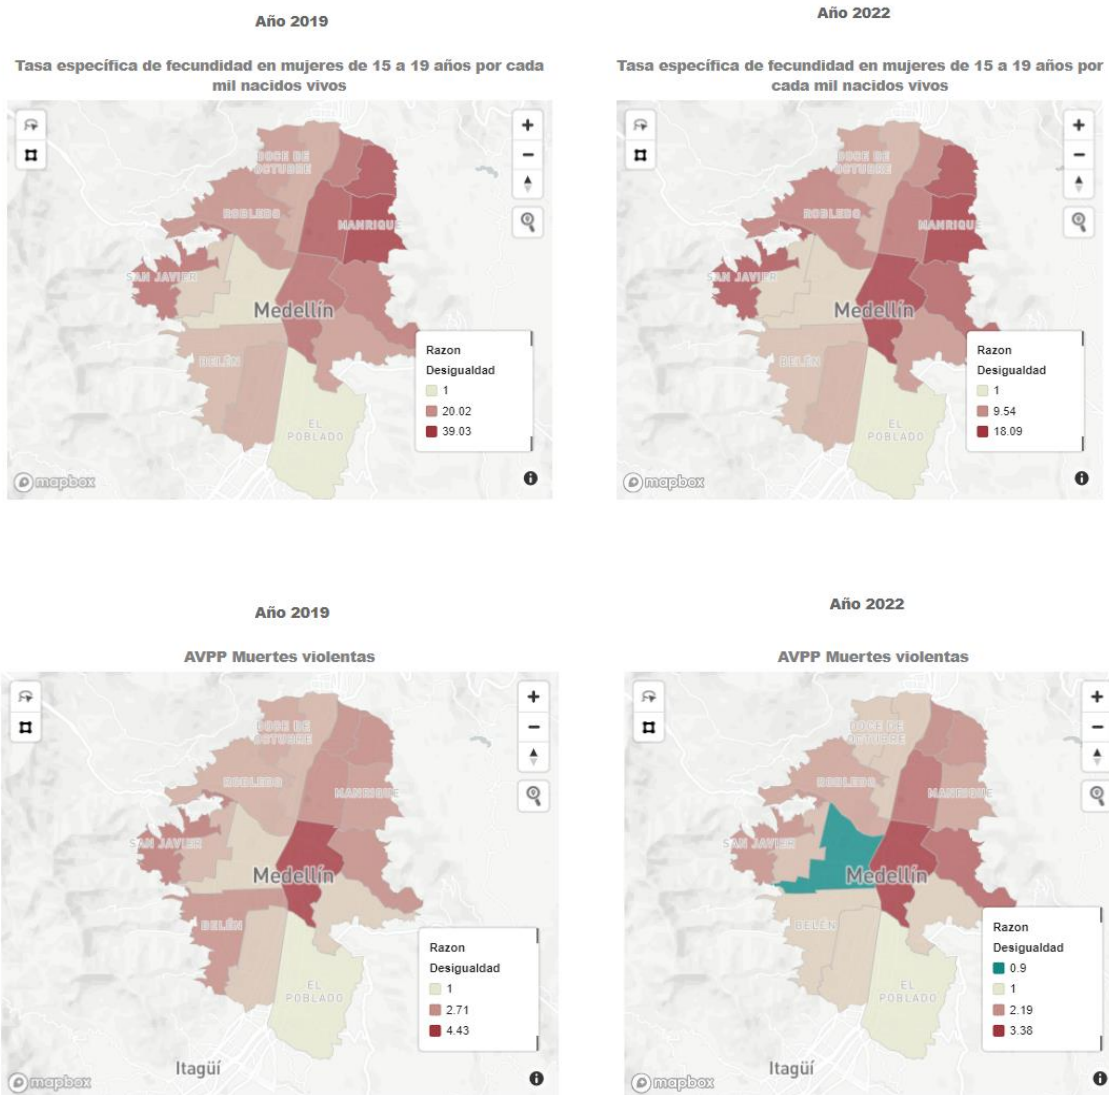 Año 2019
Tasa específica de fecundidad en mujeres de 15 a 19 años por cada
mil nacidos vivos
DOCE DE
OCTUBRE
ROBLEDO
MANRIQUE
SAN JAVIER
Medellín
BELÉN
EL
POBLADO
Razon
Desigualdad
1
20.02
39.03
mapbox
Año 2022
Tasa específica de fecundidad en mujeres de 15 a 19 años por
cada mil nacidos vivos
DOCE DE
OCTUBRE
ROBLEDO
MANRIQUE
SAN JAVIER
Medellín
BELÉN
EL
POBLADO
Razon
Desigualdad
1
9.54
18.09
mapbox
Año 2019
AVPP Muertes violentas
DOCE DE
OCTUBRE
ROBLEDO
MANRIQUE
SAN JAVIER
Medellín
BELÉN
EL
POBLADO
Itagüí
Razon
Desigualdad
1
2.71
4.43
mapbox
Año 2022
AVPP Muertes violentas
DOCE DE
OCTUBRE
ROBLEDO
MANRIQUE
SAN JAVIER
Medellín
BELÉN
EL
POBLADO
Itagüí
Razon
Desigualdad
0.9
1
2.19
3.38
mapbox